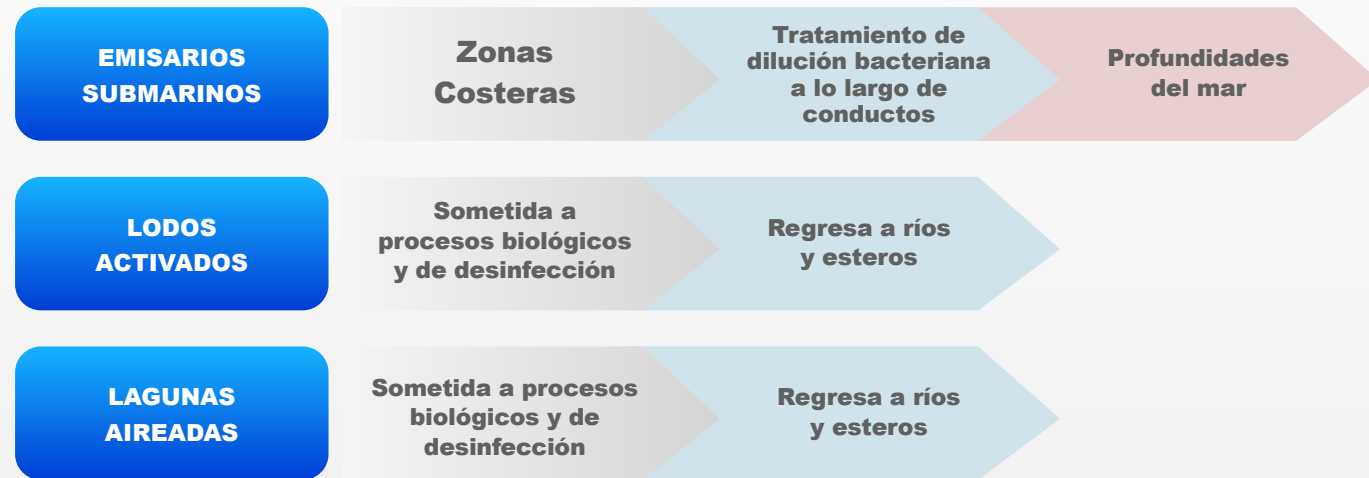 EMISARIOS
SUBMARINOS
Zonas
Costeras
Tratamiento de
dilución bacteriana
a lo largo de
conductos
Profundidades
del mar
LODOS
ACTIVADOS
Sometida a
procesos biológicos
y de desinfección
Regresa a ríos
y esteros
LAGUNAS
AIREADAS
Sometida a procesos
biológicos y de
desinfección
Regresa a ríos
y esteros